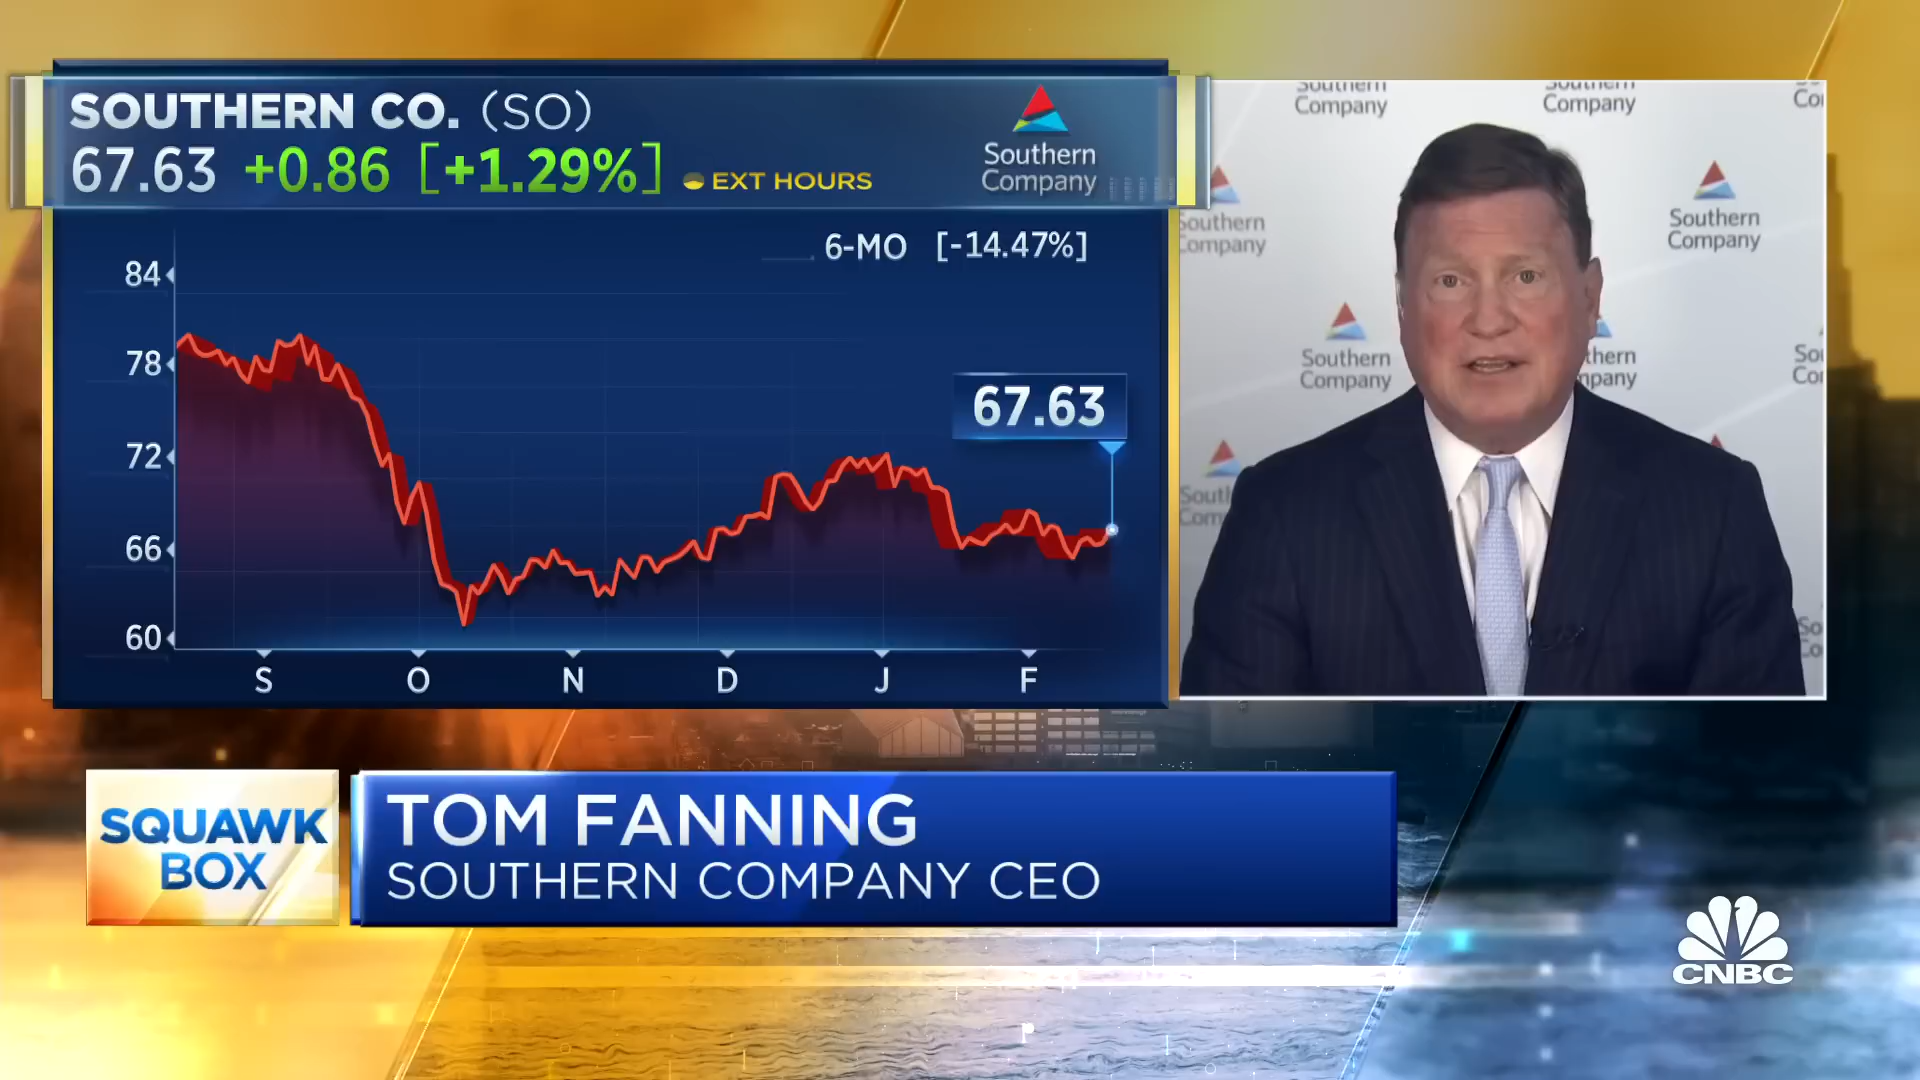 SOUTHERN CO. (SO)
67.63 +0.86 [+1.29%] EXT HOURS
Southern
Company
6-MO [-14.47%]
84
78
72
66
60
67.63
S O N D J F
Southern
Company
Southern
Company
Southern
Company
Southern
Company
Southern
Company
SQUAWK
BOX
TOM FANNING
SOUTHERN COMPANY CEO
CNBC